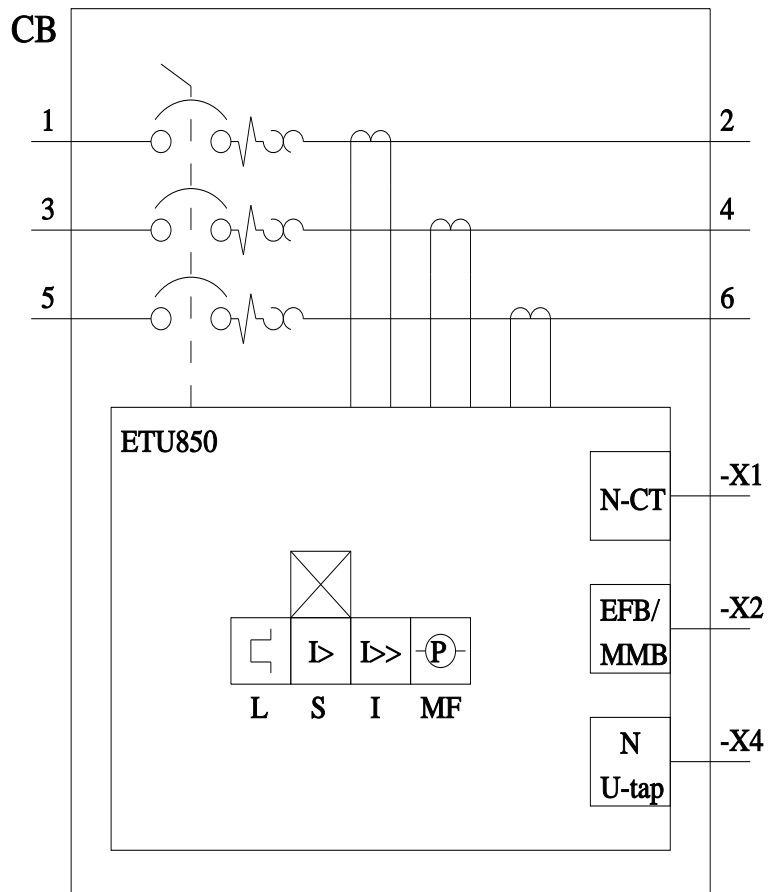 CB
1
2
3
4
5
6
ETU850
N-CT
-X1
EFB/
MMB
-X2
I>
I>>
P
L
S
I
MF
N
U-tap
-X4